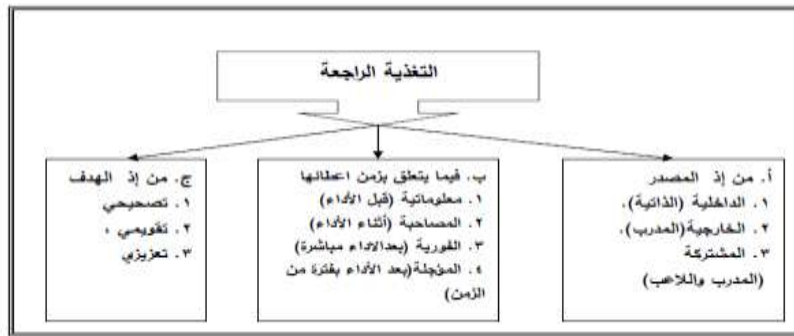 التغذية الراجعة
أ. من إذ المصدر
١. الداخلية (الذاتية).
٢. الخارجية(المدرب).
٣. المشتركة
(المدرب واللاعب)
ب. فيما يتعلق بزمن اعطائها
١. معلوماتية (قبل الأداء)
٢. المصاحبة (أثناء الأداء)
٣. الفورية (بعدالاداء مباشرة)
٤. المؤجلة(بعد الأداء بفترة من
الزمن)
ج. من إذ الهدف
١. تصحيحي
٢. تقويمي ،
٣. تعزيزي